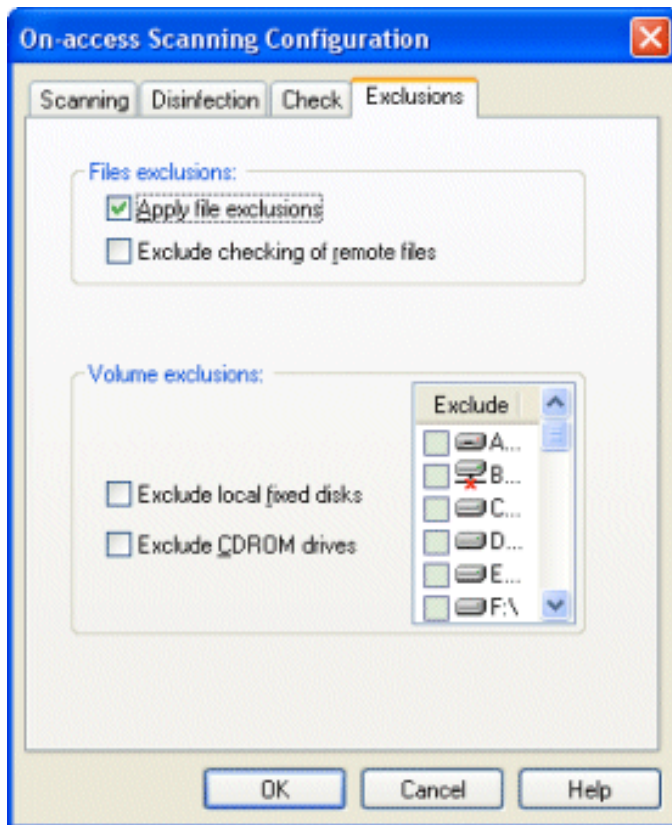 On-access Scanning Configuration
Scanning Disinfection Check Exclusions
Files exclusions:
Apply file exclusions
Exclude checking of remote files
Volume exclusions:
Exclude
A...
B...
C...
D...
E...
F:\
Exclude local fixed disks
Exclude CDROM drives
OK Cancel Help